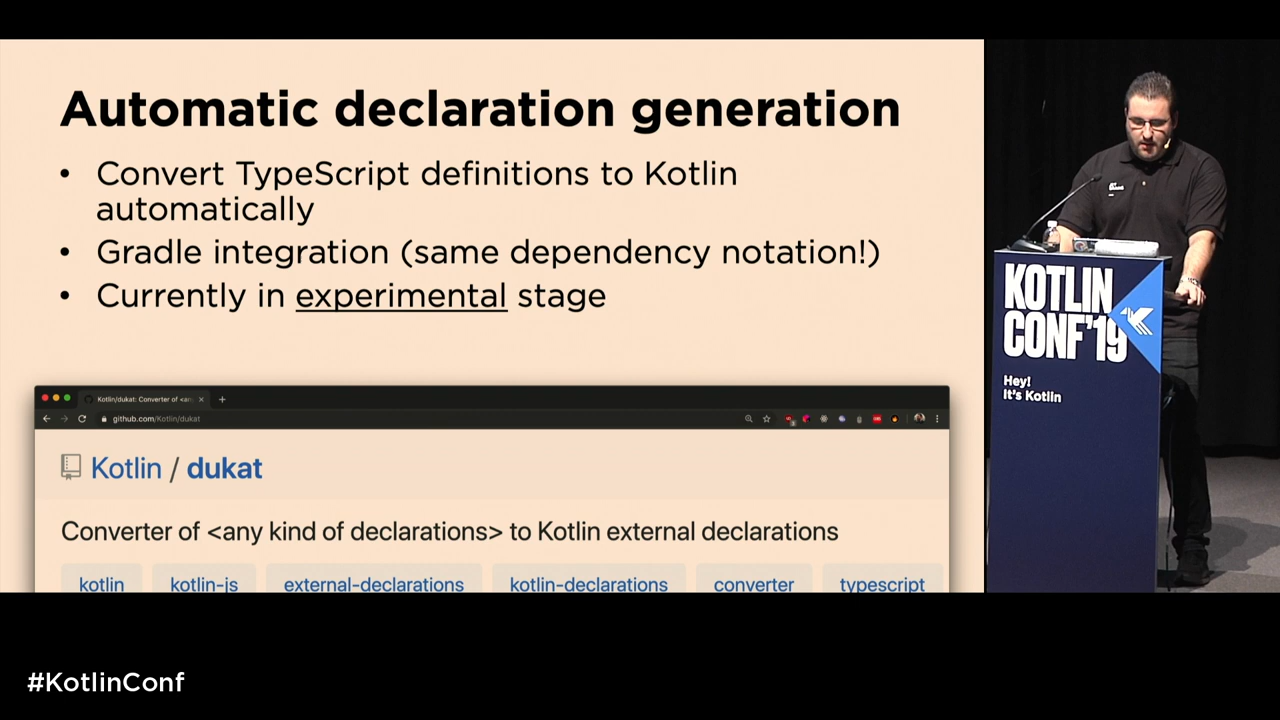 Automatic declaration generation
• Convert TypeScript definitions to Kotlin
automatically
• Gradle integration (same dependency notation!)
• Currently in experimental stage
Kotlin/dukat: Converter of <an
github.com/Kotlin/dukat
Kotlin / dukat
Converter of <any kind of declarations> to Kotlin external declarations
kotlin
kotlin-js
external-declarations
kotlin-declarations
converter
typescript
KOTLIN
CONF'19
Hey!
It's Kotlin
#KotlinConf